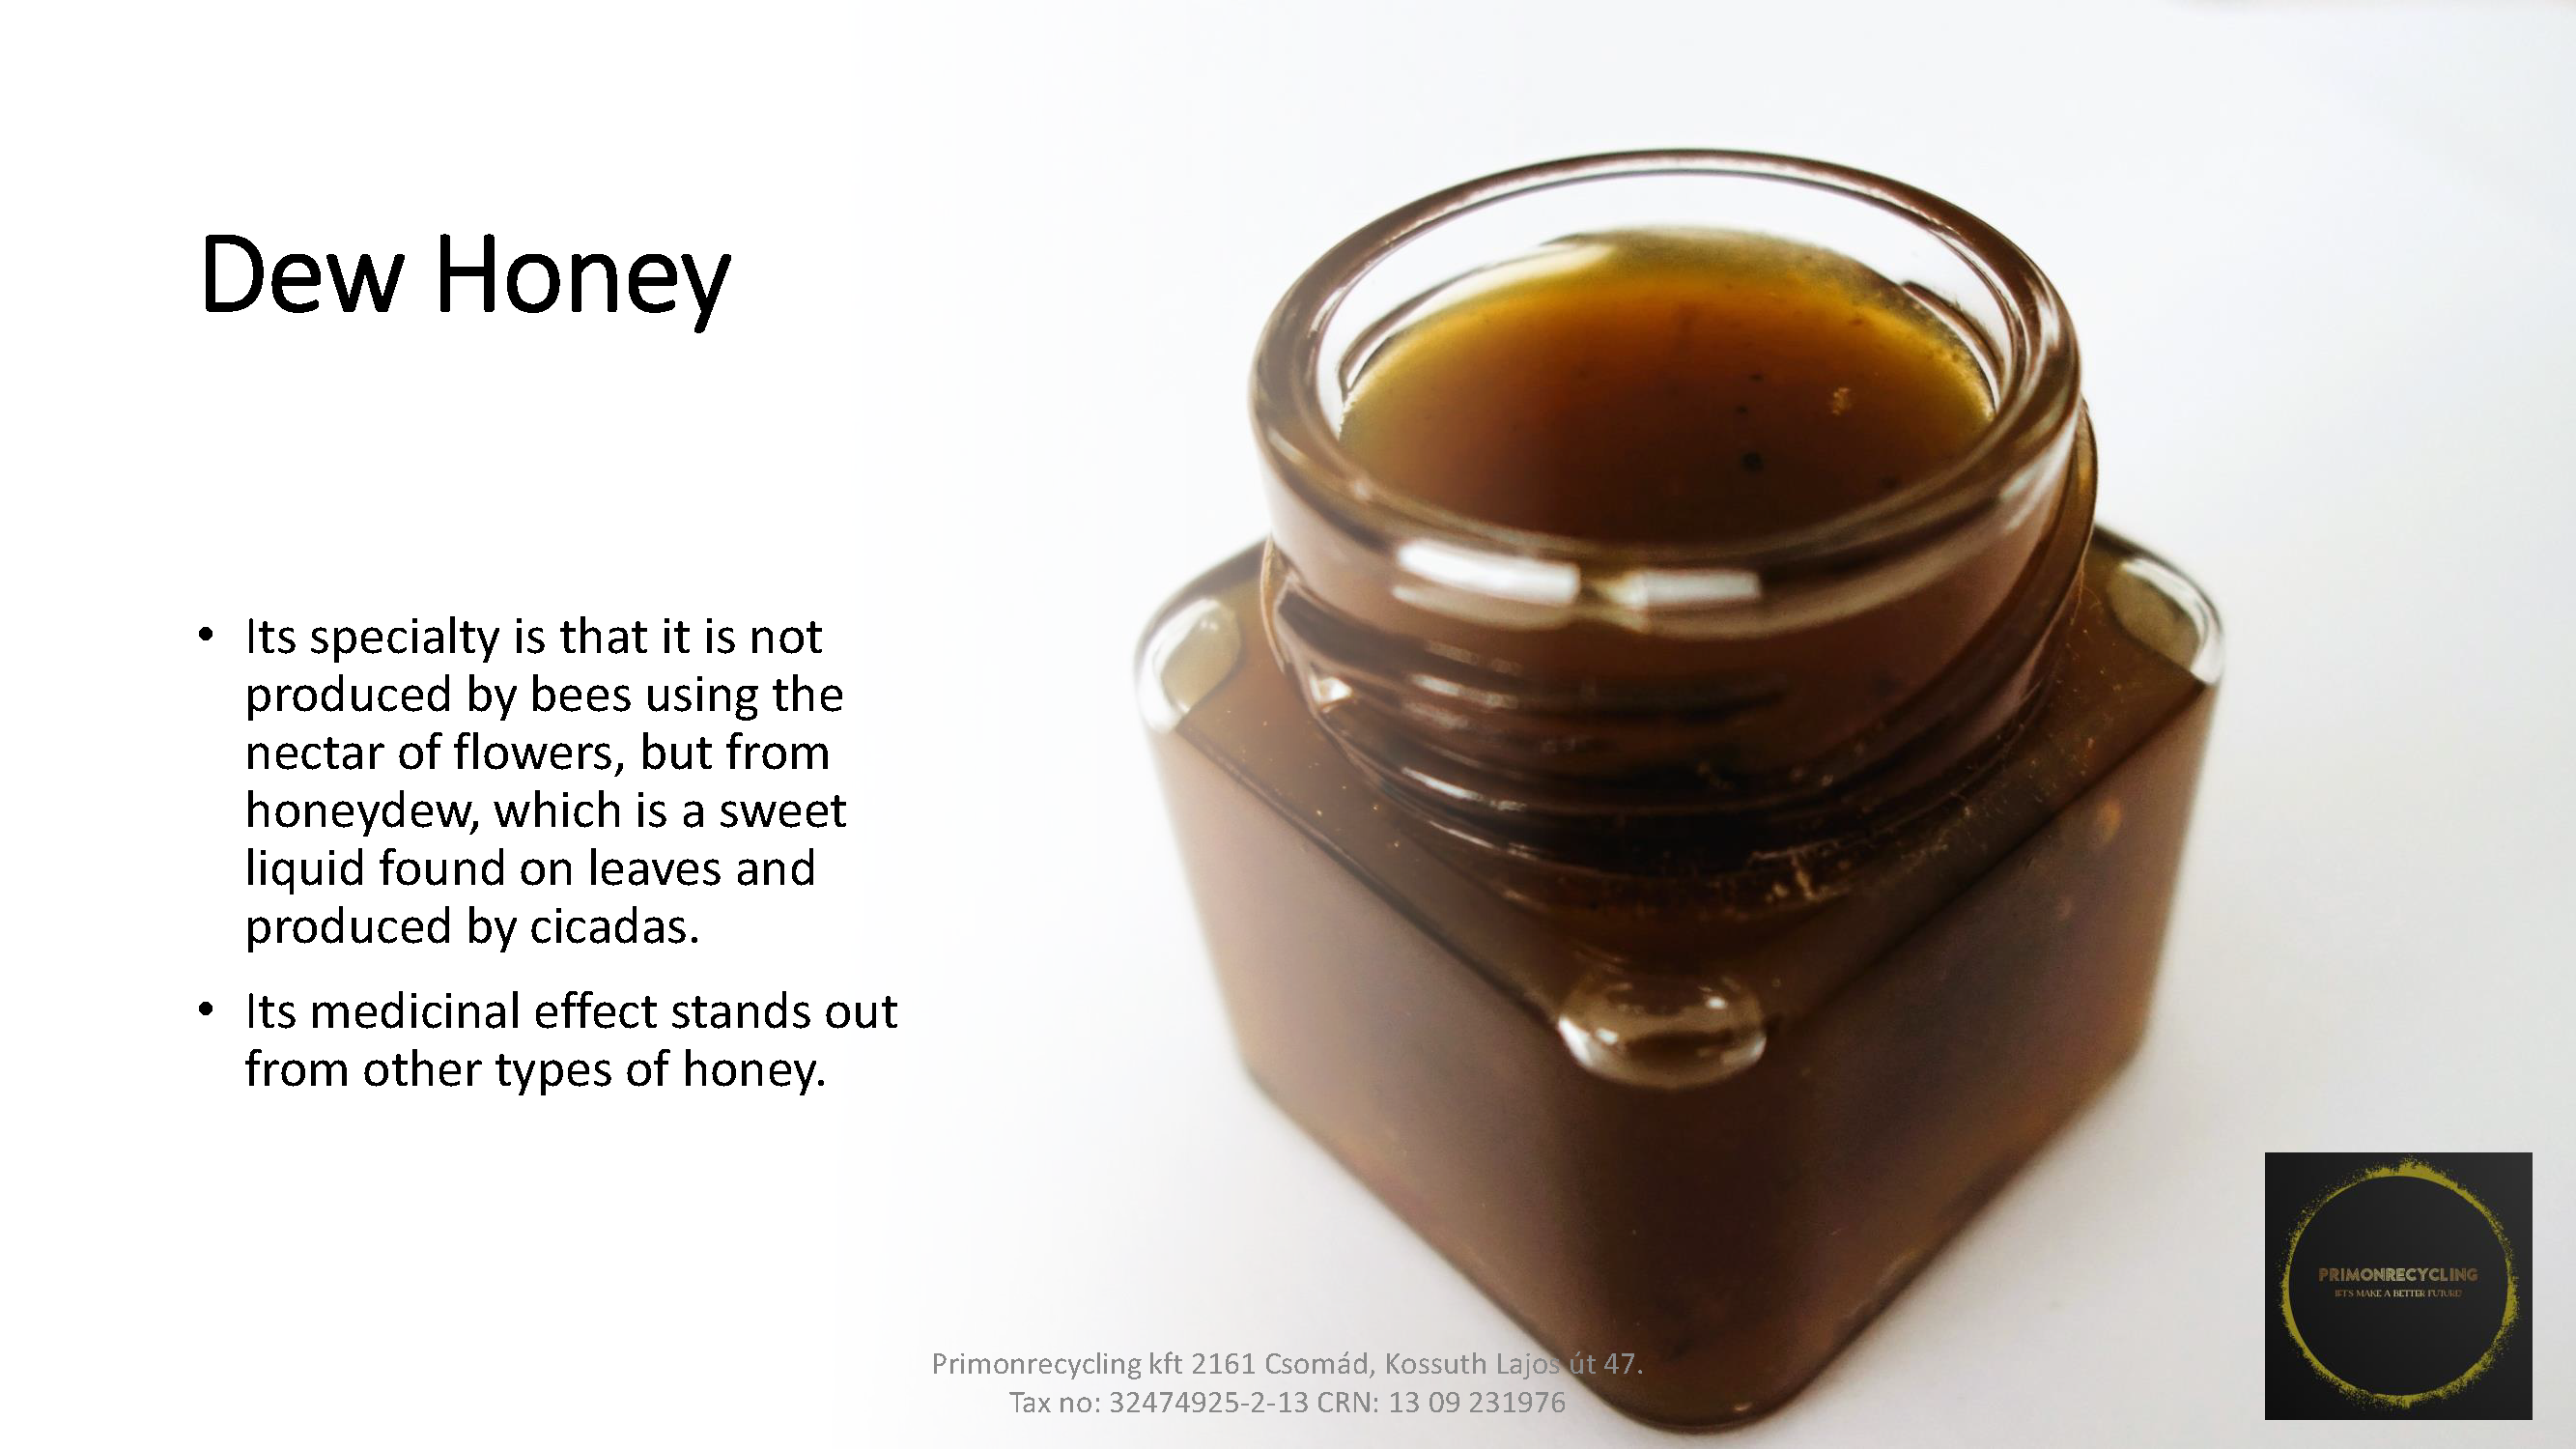 Dew Honey
• Its specialty is that it is not
produced by bees using the
nectar of flowers, but from
honeydew, which is a sweet
liquid found on leaves and
produced by cicadas.
• Its medicinal effect stands out
from other types of honey.
Primonrecycling kft 2161 Csomád, Kossuth Lajos út 47.
Tax no: 32474925-2-13 CRN: 13 09 231976
PRIMONRECYCLING
MAKE A BETTER FUTURE